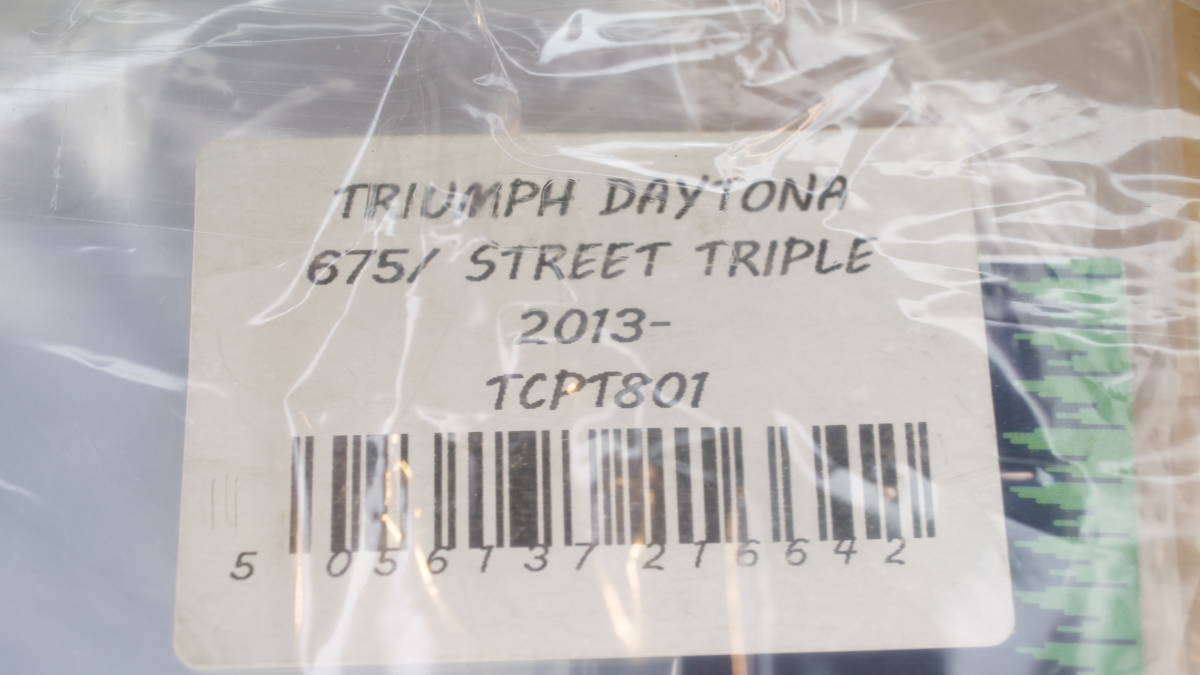 TRIUMPH DAYTONA
675/ STREET TRIPLE
2013-
TCPT801
5 056137 216642